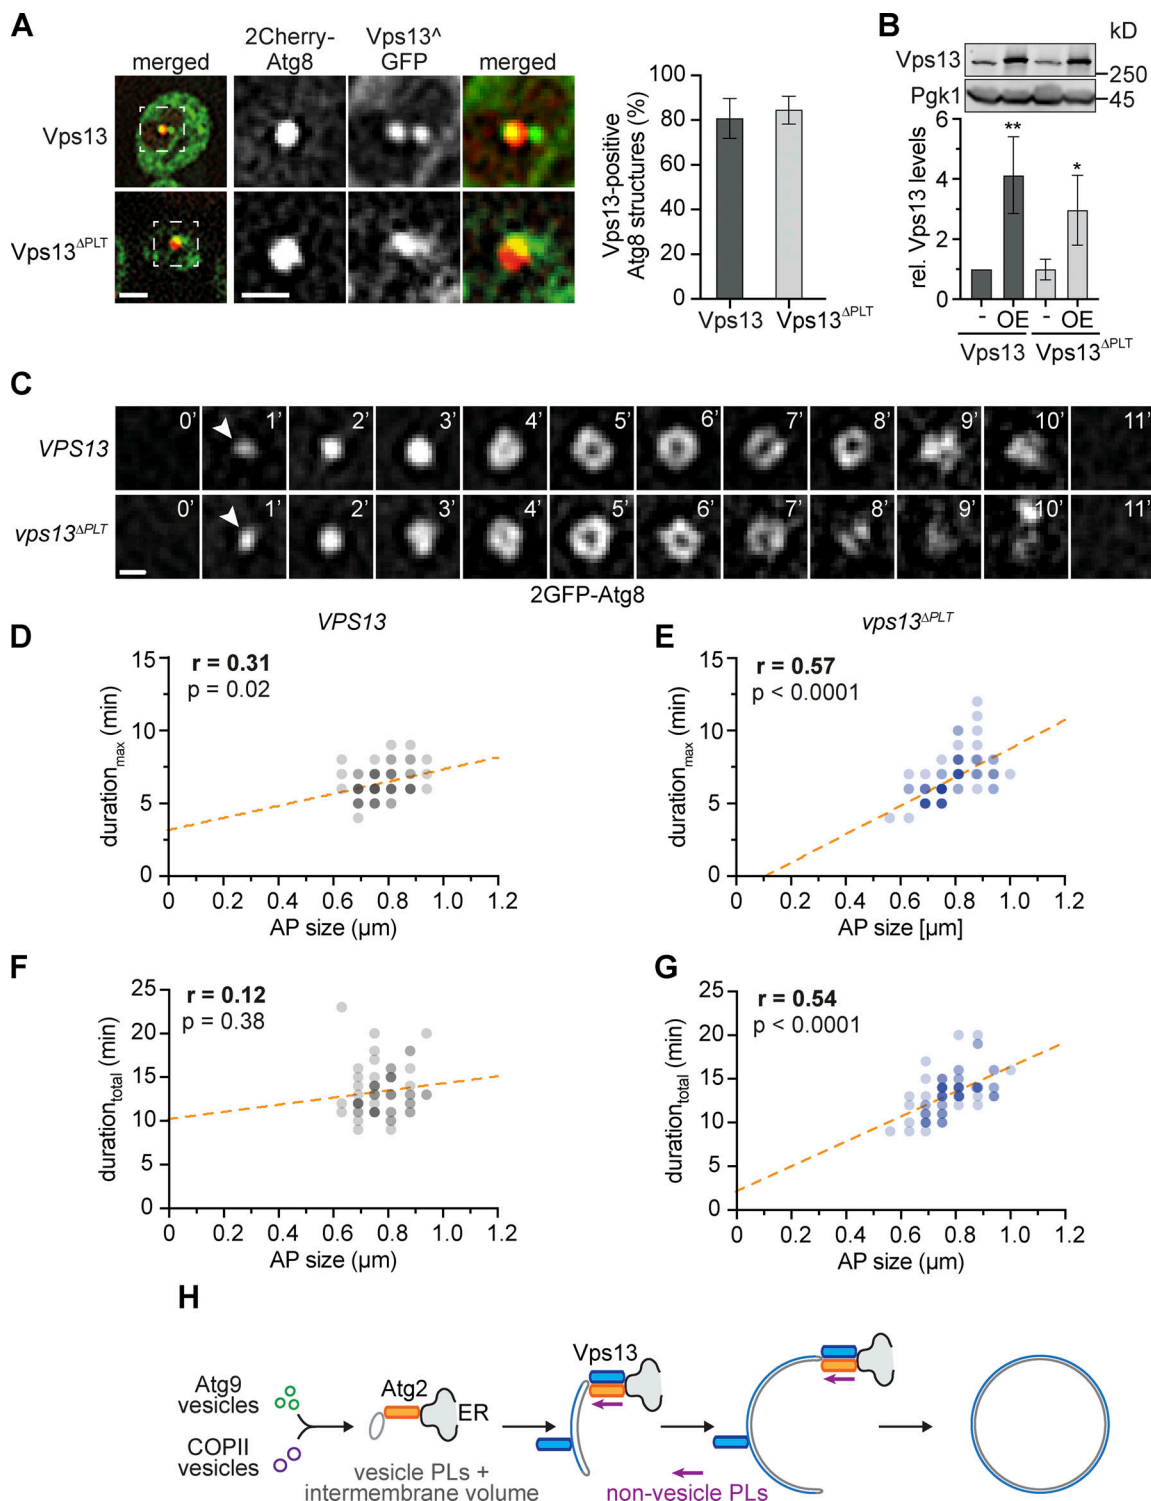 A
2Cherry-
Atg8
Vps13^
GFP
merged
merged
Vps13
Vps13ΔPLT
Vps13-positive
Atg8 structures (%)
100
80
60
40
20
0
Vps13
Vps13ΔPLT
B
kD
Vps13
250
Pgk1
45
rel. Vps13 levels
6
4
2
0
**
*
-
OE
-
OE
Vps13
Vps13ΔPLT
C
VPS13
0’ 1’ 2’ 3’ 4’ 5’ 6’ 7’ 8’ 9’ 10’ 11’
vps13ΔPLT
0’ 1’ 2’ 3’ 4’ 5’ 6’ 7’ 8’ 9’ 10’ 11’
2GFP-Atg8
D
VPS13
r = 0.31
p = 0.02
durationmax (min)
15
10
5
0
0 0.2 0.4 0.6 0.8 1.0 1.2
AP size (µm)
E
vps13ΔPLT
r = 0.57
p < 0.0001
durationmax (min)
15
10
5
0
0 0.2 0.4 0.6 0.8 1.0 1.2
AP size [µm]
F
r = 0.12
p = 0.38
durationtotal (min)
25
20
15
10
5
0
0 0.2 0.4 0.6 0.8 1.0 1.2
AP size (µm)
G
r = 0.54
p < 0.0001
durationtotal (min)
25
20
15
10
5
0
0 0.2 0.4 0.6 0.8 1.0 1.2
AP size (µm)
H
Atg9
vesicles
COPII
vesicles
Atg2
ER
vesicle PLs +
intermembrane volume
Vps13
non-vesicle PLs